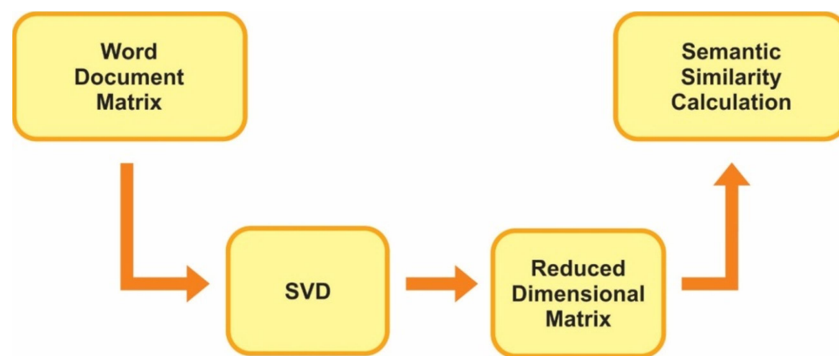 Word
Document
Matrix
Semantic
Similarity
Calculation
SVD
Reduced
Dimensional
Matrix